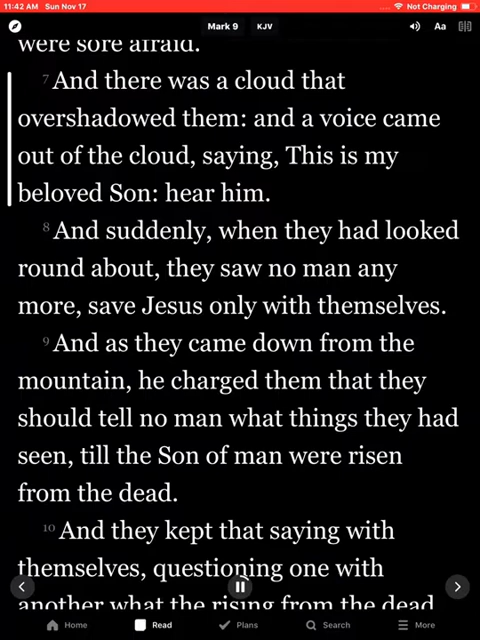 11:42 AM Sun Nov 17
Not Charging
Mark 9 KJV
Aa
were sore afraid.
7 And there was a cloud that
overshadowed them: and a voice came
out of the cloud, saying, This is my
beloved Son: hear him.
8 And suddenly, when they had looked
round about, they saw no man any
more, save Jesus only with themselves.
9 And as they came down from the
mountain, he charged them that they
should tell no man what things they had
seen, till the Son of man were risen
from the dead.
10 And they kept that saying with
themselves, questioning one with
another what the rising from the dead
Home Read Plans Search More